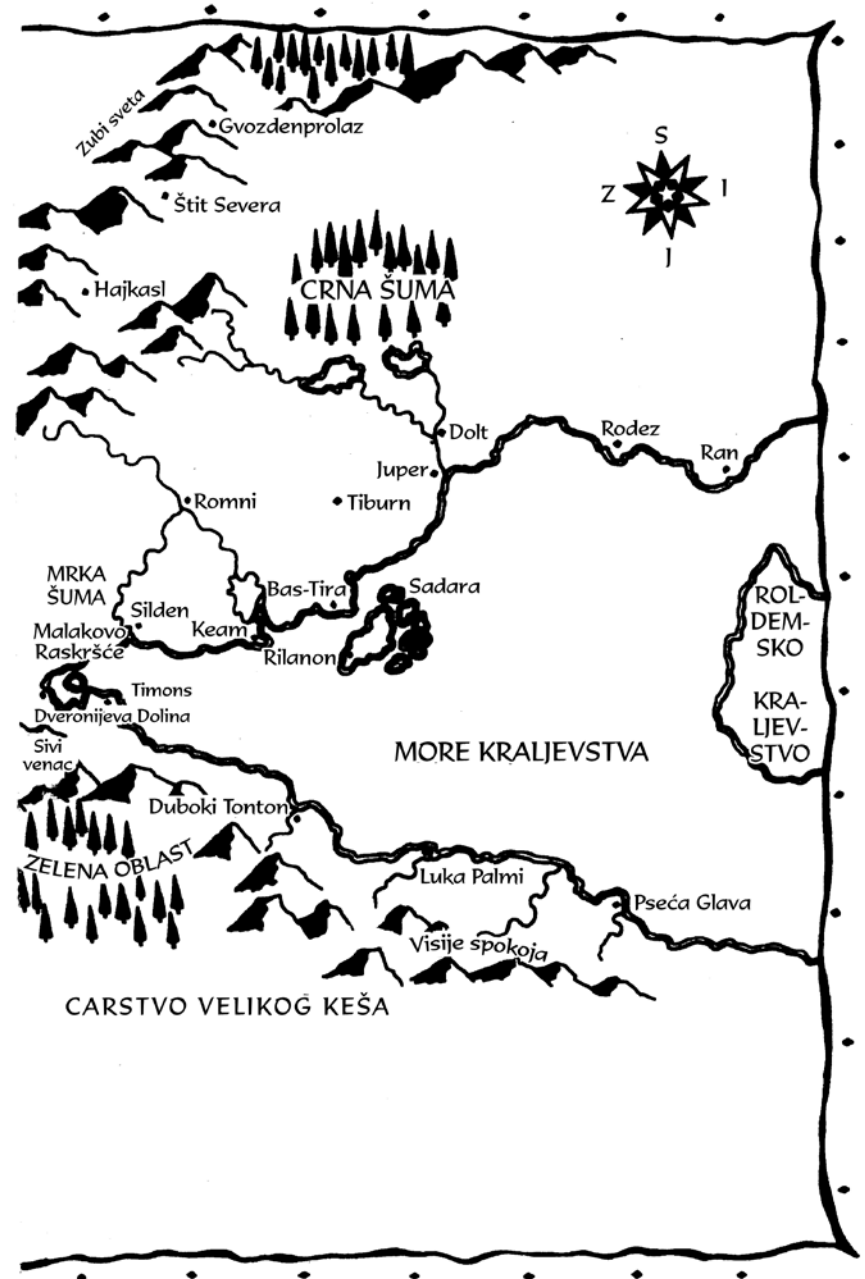 Zubi sveta
Gvozdenprolaz
S
Z
I
J
Štit Severa
Hajkasl
CRNA ŠUMA
Dolt
Rodez
Ran
Juper
Romni
Tiburn
MRKA
ŠUMA
Bas-Tira
Sadara
Silden
Keam
Malakovo
Raskršće
Rilanon
ROL-
DEM-
SKO
KRA-
LJEV-
STVO
Timons
Dveronijeva Dolina
Sivi
venac
MORE KRALJEVSTVA
Duboki Tonton
ZELENA OBLAST
Luka Palmi
Pseća Glava
Visije spokoja
CARSTVO VELIKOG KEŠA